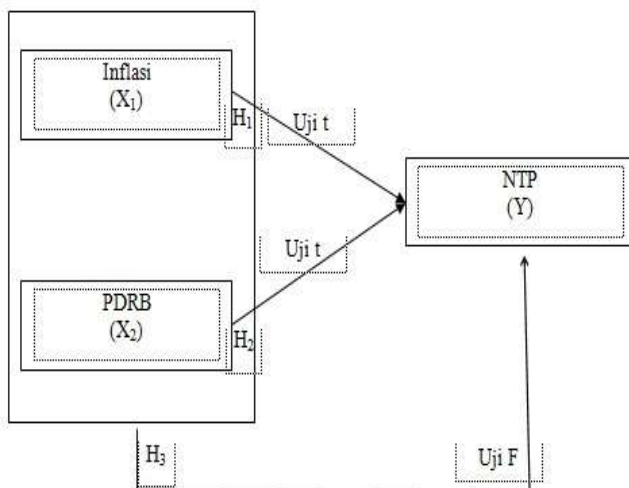 Inflasi
(X₁)
H₁
Uji t
NTP
(Y)
Uji t
PDRB
(X₂)
H₂
H₃
Uji F